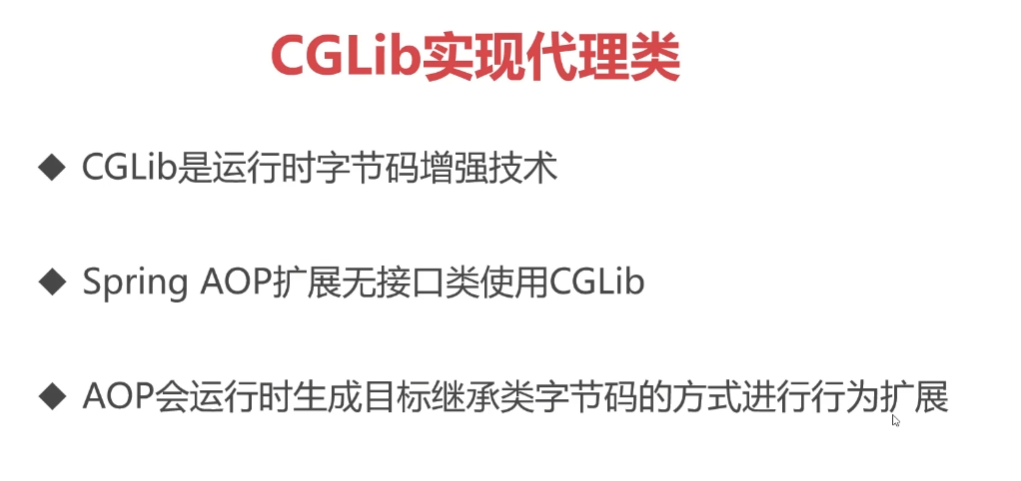 CGLib实现代理类
CGLib是运行时字节码增强技术
Spring AOP扩展无接口类使用CGLib
AOP会运行时生成目标继承类字节码的方式进行行为扩展